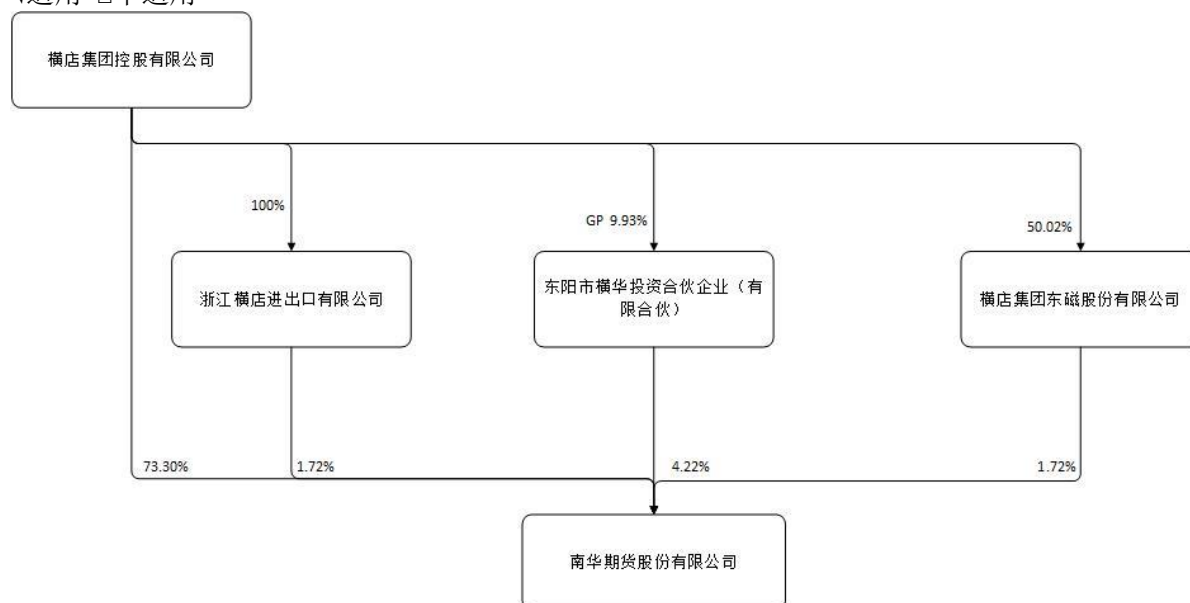 横店集团控股有限公司
100%
GP 9.93%
50.02%
浙江横店进出口有限公司
东阳市横华投资合伙企业（有
限合伙）
横店集团东磁股份有限公司
73.30%
1.72%
4.22%
1.72%
南华期货股份有限公司